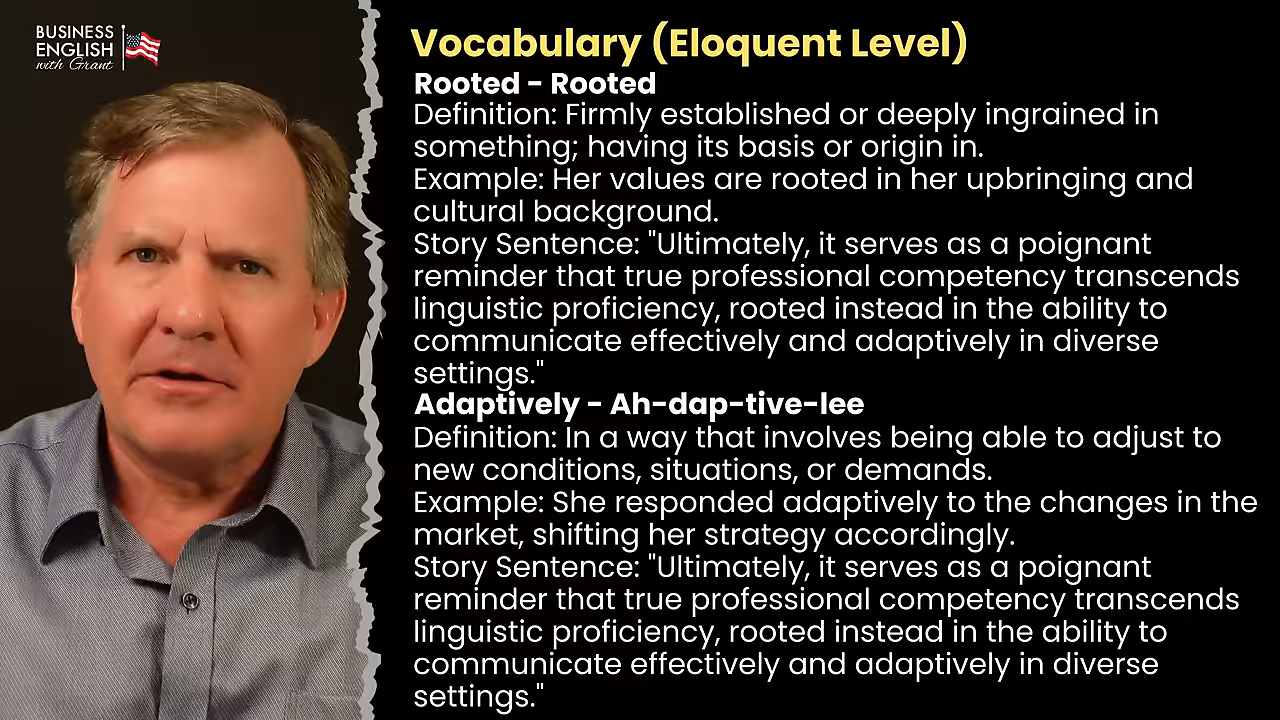 BUSINESS
ENGLISH
with Grant
Vocabulary (Eloquent Level)
Rooted - Rooted
Definition: Firmly established or deeply ingrained in
something; having its basis or origin in.
Example: Her values are rooted in her upbringing and
cultural background.
Story Sentence: "Ultimately, it serves as a poignant
reminder that true professional competency transcends
linguistic proficiency, rooted instead in the ability to
communicate effectively and adaptively in diverse
settings."
Adaptively - Ah-dap-tive-lee
Definition: In a way that involves being able to adjust to
new conditions, situations, or demands.
Example: She responded adaptively to the changes in the
market, shifting her strategy accordingly.
Story Sentence: "Ultimately, it serves as a poignant
reminder that true professional competency transcends
linguistic proficiency, rooted instead in the ability to
communicate effectively and adaptively in diverse
settings."